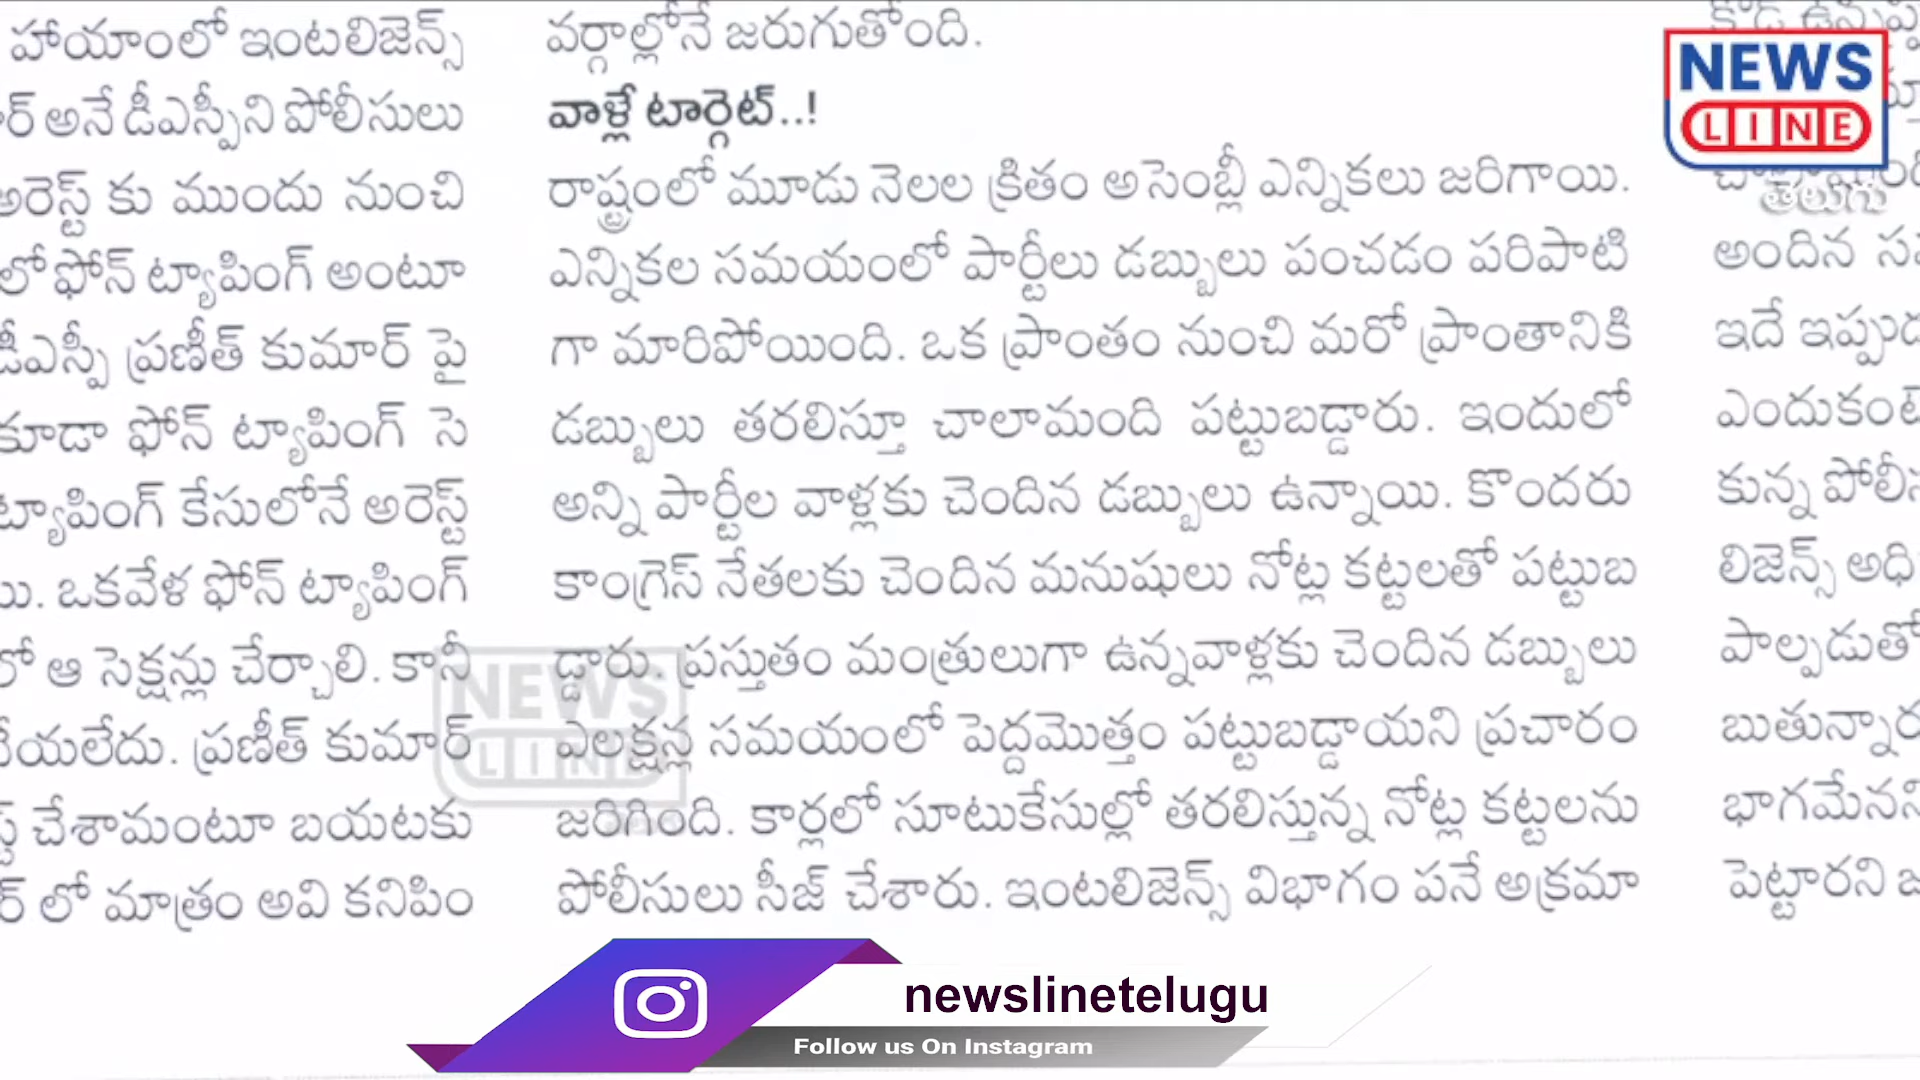 హాయాంలో ఇంటలిజెన్స్
ర్ అనే డీఎస్పీని పోలీసులు
అరెస్ట్ కు ముందు నుంచి
లో ఫోన్ ట్యాపింగ్ అంటూ
డీఎస్పీ ప్రణీత్ కుమార్ పై
కూడా ఫోన్ ట్యాపింగ్ సె
ట్యాపింగ్ కేసులోనే అరెస్ట్
యి. ఒకవేళ ఫోన్ ట్యాపింగ్
లో ఆ సెక్షన్లు చేర్చాలి. కానీ
చేయలేదు. ప్రణీత్ కుమార్
స్ట్ చేశామంటూ బయటకు
ర్ లో మాత్రం అవి కనిపిం
వర్గాల్లోనే జరుగుతోంది.
వాళ్లే టార్గెట్..!
రాష్ట్రంలో మూడు నెలల క్రితం అసెంబ్లీ ఎన్నికలు జరిగాయి.
ఎన్నికల సమయంలో పార్టీలు డబ్బులు పంచడం పరిపాటి
గా మారిపోయింది. ఒక ప్రాంతం నుంచి మరో ప్రాంతానికి
డబ్బులు తరలిస్తూ చాలామంది పట్టుబడ్డారు. ఇందులో
అన్ని పార్టీల వాళ్లకు చెందిన డబ్బులు ఉన్నాయి. కొందరు
కాంగ్రెస్ నేతలకు చెందిన మనుషులు నోట్ల కట్టలతో పట్టుబ
డ్డారు. ప్రస్తుతం మంత్రులుగా ఉన్నవాళ్లకు చెందిన డబ్బులు
ఎలక్షన్ల సమయంలో పెద్దమొత్తం పట్టుబడ్డాయని ప్రచారం
జరిగింది. కార్లలో సూటుకేసుల్లో తరలిస్తున్న నోట్ల కట్టలను
పోలీసులు సీజ్ చేశారు. ఇంటలిజెన్స్ విభాగం పనే అక్రమా
అందిన స
ఇదే ఇప్పుడ
ఎందుకంటే
కున్న పోలీస
లిజెన్స్ అధి
పాల్పడుతో
బుతున్నార
భాగమేనన
పెట్టారని జ
NEWS
LINE
తెలుగు
NEWS
LINE
newslinetelugu
Follow us On Instagram